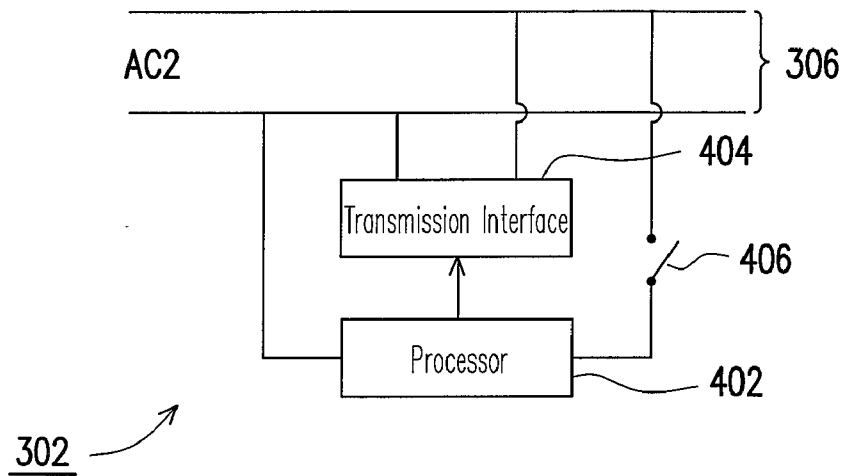 AC2
306
404
Transmission Interface
406
Processor
402
302